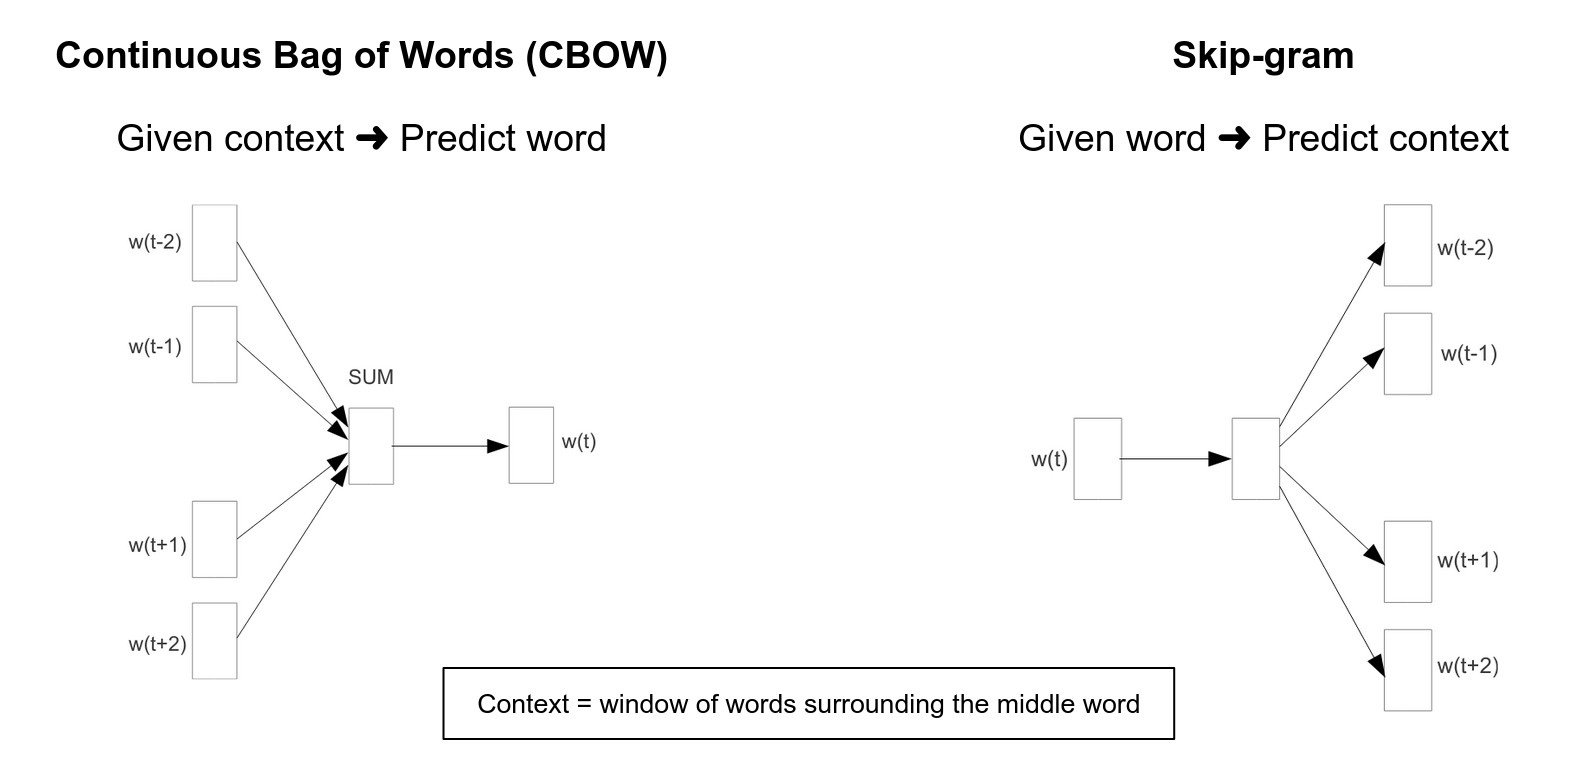 Continuous Bag of Words (CBOW)
Given context ➜ Predict word
w(t-2)
w(t-1)
SUM
w(t)
w(t+1)
w(t+2)
Skip-gram
Given word ➜ Predict context
w(t-2)
w(t-1)
w(t)
w(t+1)
w(t+2)
Context = window of words surrounding the middle word